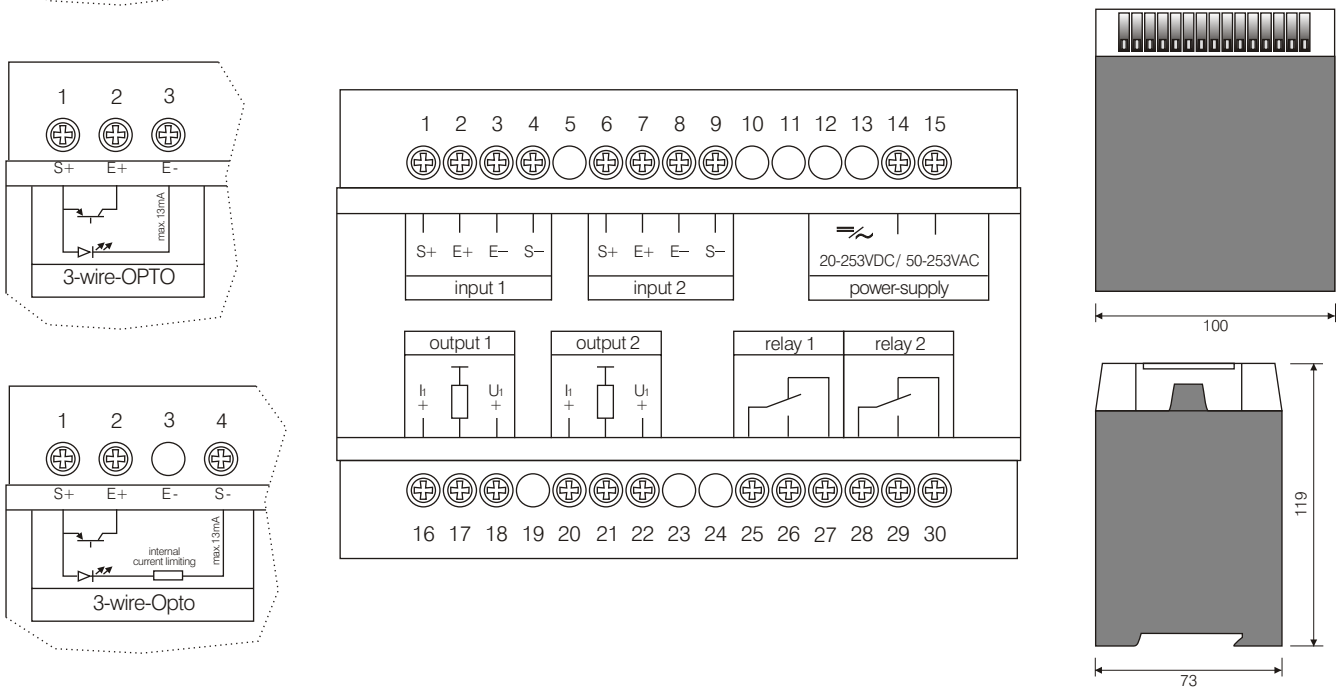 1 2 3
S+ E+ E-
max. 13mA
3-wire-OPTO
1 2 3 4
S+ E+ E- S-
internal
current limiting
max.13mA
3-wire-Opto
1 2 3 4 5 6 7 8 9 10 11 12 13 14 15
S+ E+ E– S– S+ E+ E– S–
20-253VDC/ 50-253VAC
input 1 input 2 power-supply
output 1 output 2 relay 1 relay 2
I1 U1 I1 U1
+ + + +
16 17 18 19 20 21 22 23 24 25 26 27 28 29 30
100
119
73